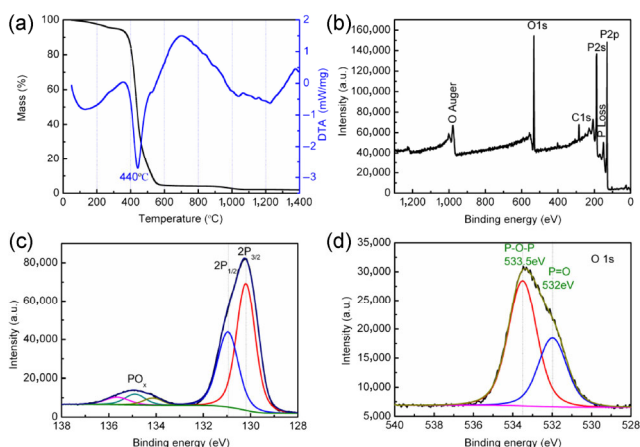 (a)
Mass (%)
100
80
60
40
20
0
2
1
0
-1
-2
-3
DTA (mW/mg)
440℃
0 200 400 600 800 1,000 1,200 1,400
Temperature (℃)
(b)
Intensity (a.u.)
160,000
140,000
120,000
100,000
80,000
60,000
40,000
20,000
0
O Auger
O1s
C1s
P2s
P Loss
P2p
1,200 1,000 800 600 400 200 0
Binding energy (eV)
(c)
Intensity (a.u.)
80,000
60,000
40,000
20,000
0
2P1/2
2P3/2
POx
138 136 134 132 130 128
Binding energy (eV)
(d)
Intensity (a.u.)
35,000
30,000
25,000
20,000
15,000
10,000
5,000
P-O-P
533.5eV
P=O
532eV
O 1s
540 538 536 534 532 530 528
Binding energy (eV)